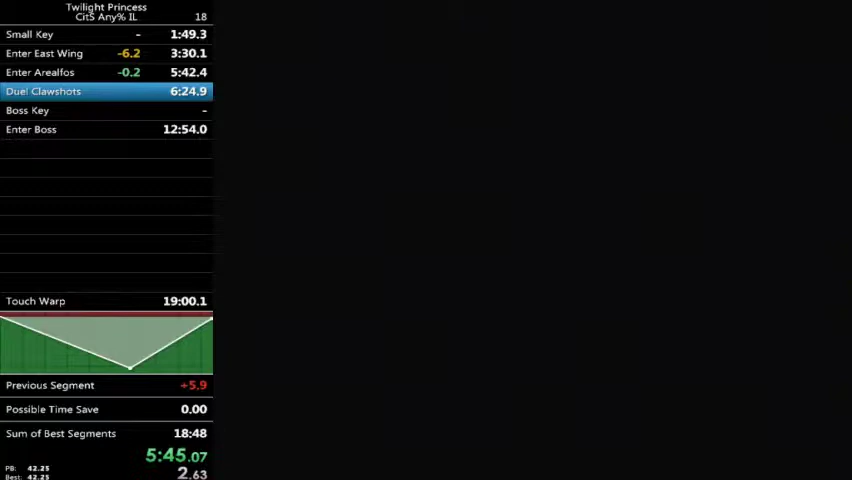 Twilight Princess
CitS Any% IL 18
Small Key - 1:49.3
Enter East Wing -6.2 3:30.1
Enter Arealfos -0.2 5:42.4
Duel Clawshots 6:24.9
Boss Key -
Enter Boss 12:54.0
Touch Warp 19:00.1
Previous Segment +5.9
Possible Time Save 0.00
Sum of Best Segments 18:48
5:45.07
PB: 42.25
Best: 42.25
2.63